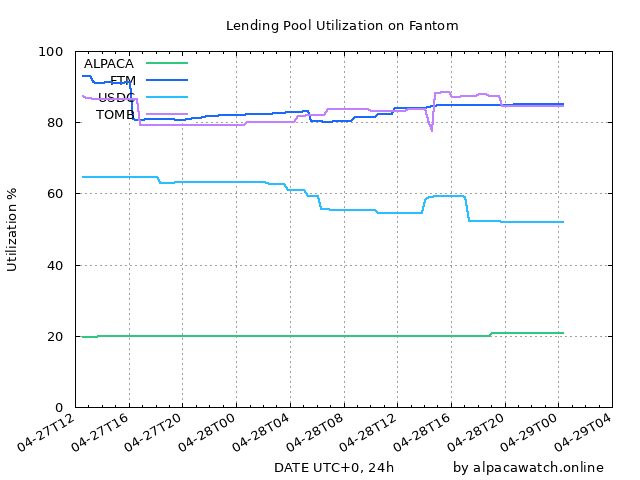 Lending Pool Utilization on Fantom
100
80
60
40
20
0
Utilization %
ALPACA
FTM
USDC
TOMB
04-27T12
04-27T16
04-27T20
04-28T00
04-28T04
04-28T08
04-28T12
04-28T16
04-28T20
04-29T00
04-29T04
DATE UTC+0, 24h
by alpacawatch.online